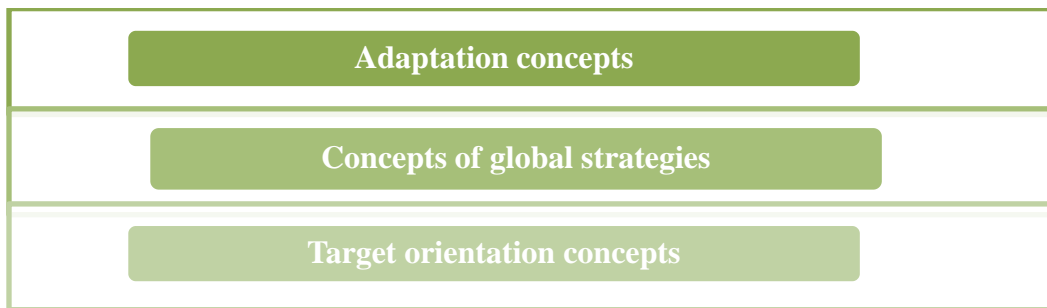 Adaptation concepts
Concepts of global strategies
Target orientation concepts